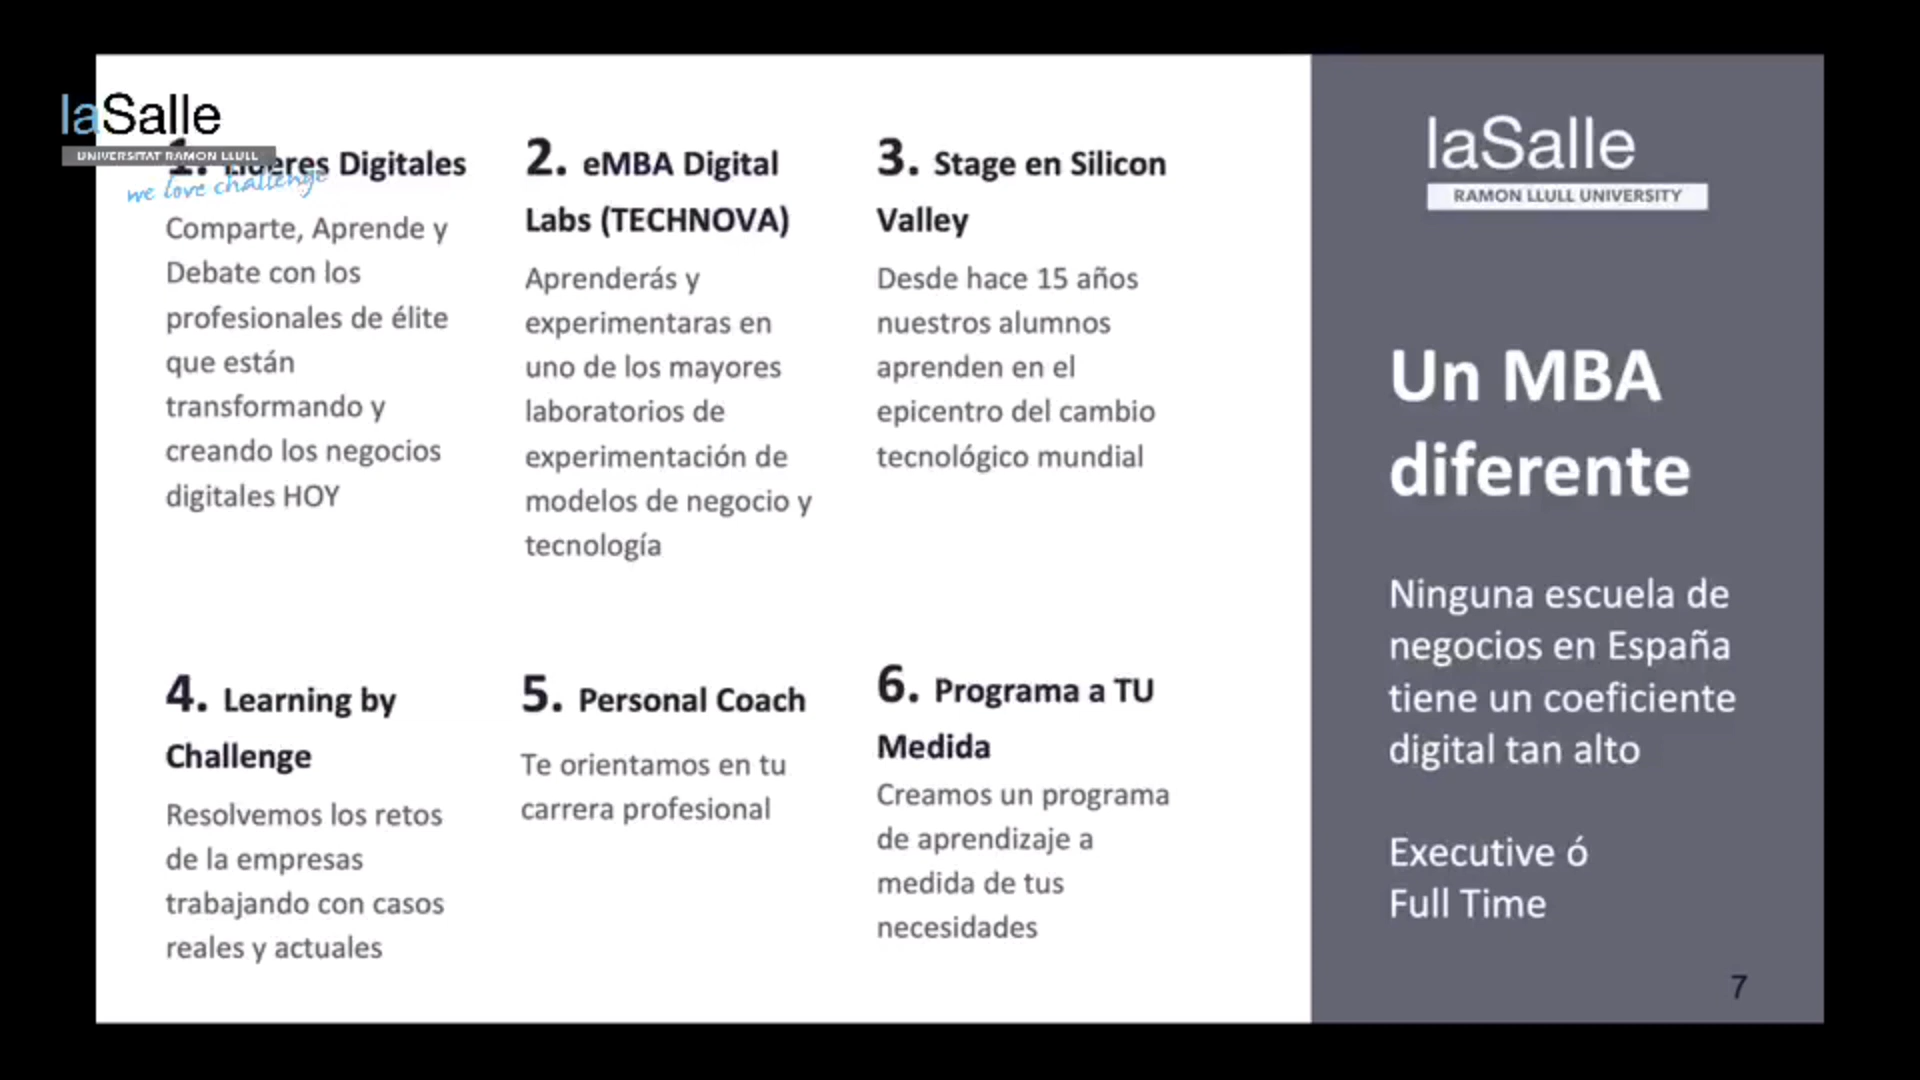 laSalle
UNIVERSITAT RAMON LLULL
we love challenge
1. Líderes Digitales
Comparte, Aprende y
Debate con los
profesionales de élite
que están
transformando y
creando los negocios
digitales HOY
2. eMBA Digital
Labs (TECHNOVA)
Aprenderás y
experimentaras en
uno de los mayores
laboratorios de
experimentación de
modelos de negocio y
tecnología
3. Stage en Silicon
Valley
Desde hace 15 años
nuestros alumnos
aprenden en el
epicentro del cambio
tecnológico mundial
4. Learning by
Challenge
Resolvemos los retos
de la empresas
trabajando con casos
reales y actuales
5. Personal Coach
Te orientamos en tu
carrera profesional
6. Programa a TU
Medida
Creamos un programa
de aprendizaje a
medida de tus
necesidades
laSalle
RAMON LLULL UNIVERSITY
Un MBA
diferente
Ninguna escuela de
negocios en España
tiene un coeficiente
digital tan alto
Executive ó
Full Time
7